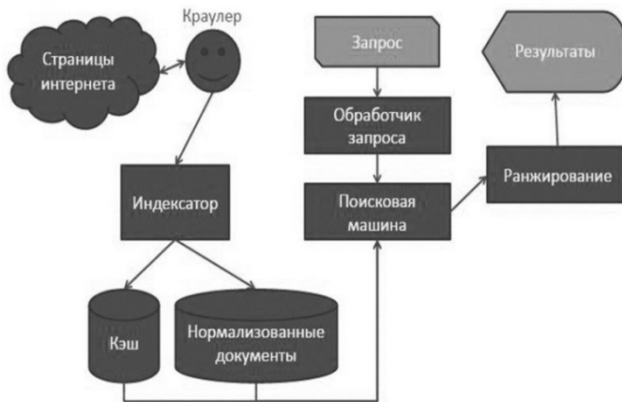 Краулер
Страницы
интернета
Запрос
Результаты
Обработчик
запроса
Индексатор
Поисковая
машина
Ранжирование
Кэш
Нормализованные
документы